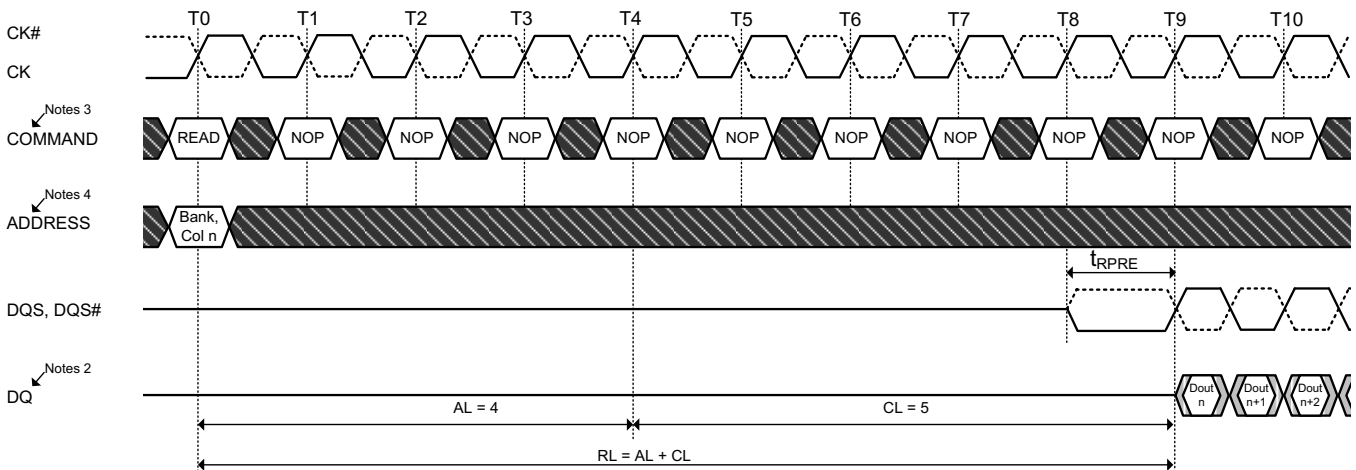 T0 T1 T2 T3 T4 T5 T6 T7 T8 T9 T10
CK#
CK
Notes 3
COMMAND READ NOP NOP NOP NOP NOP NOP NOP NOP NOP NOP
Notes 4
ADDRESS
Bank,
Col n
tRPRE
DQS, DQS#
Notes 2
DQ
Dout
n
Dout
n+1
Dout
n+2
AL = 4 CL = 5
RL = AL + CL